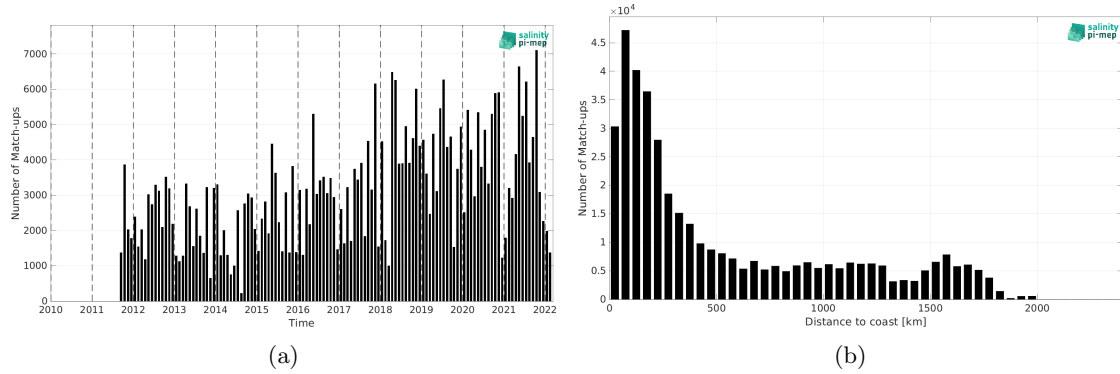 salinity
pi-mep
7000
6000
5000
4000
3000
2000
1000
0
Number of Match-ups
2010 2011 2012 2013 2014 2015 2016 2017 2018 2019 2020 2021 2022
Time
(a)
×10⁴
salinity
pi-mep
4.5
4
3.5
3
2.5
2
1.5
1
0.5
0
Number of Match-ups
0 500 1000 1500 2000
Distance to coast [km]
(b)